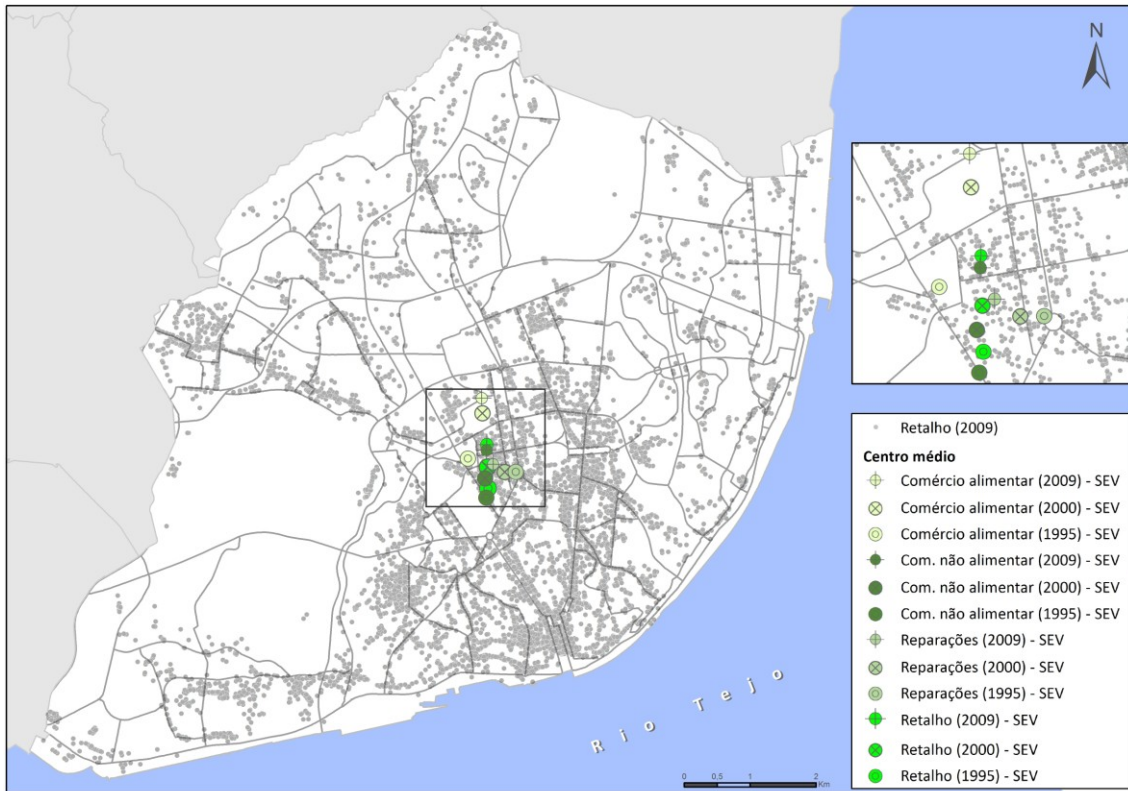 N
Retalho (2009)
Centro médio
Comércio alimentar (2009) - SEV
Comércio alimentar (2000) - SEV
Comércio alimentar (1995) - SEV
Com. não alimentar (2009) - SEV
Com. não alimentar (2000) - SEV
Com. não alimentar (1995) - SEV
Reparações (2009) - SEV
Reparações (2000) - SEV
Reparações (1995) - SEV
Retalho (2009) - SEV
Retalho (2000) - SEV
Retalho (1995) - SEV
Rio Tejo
0 0,5 1 2
Km